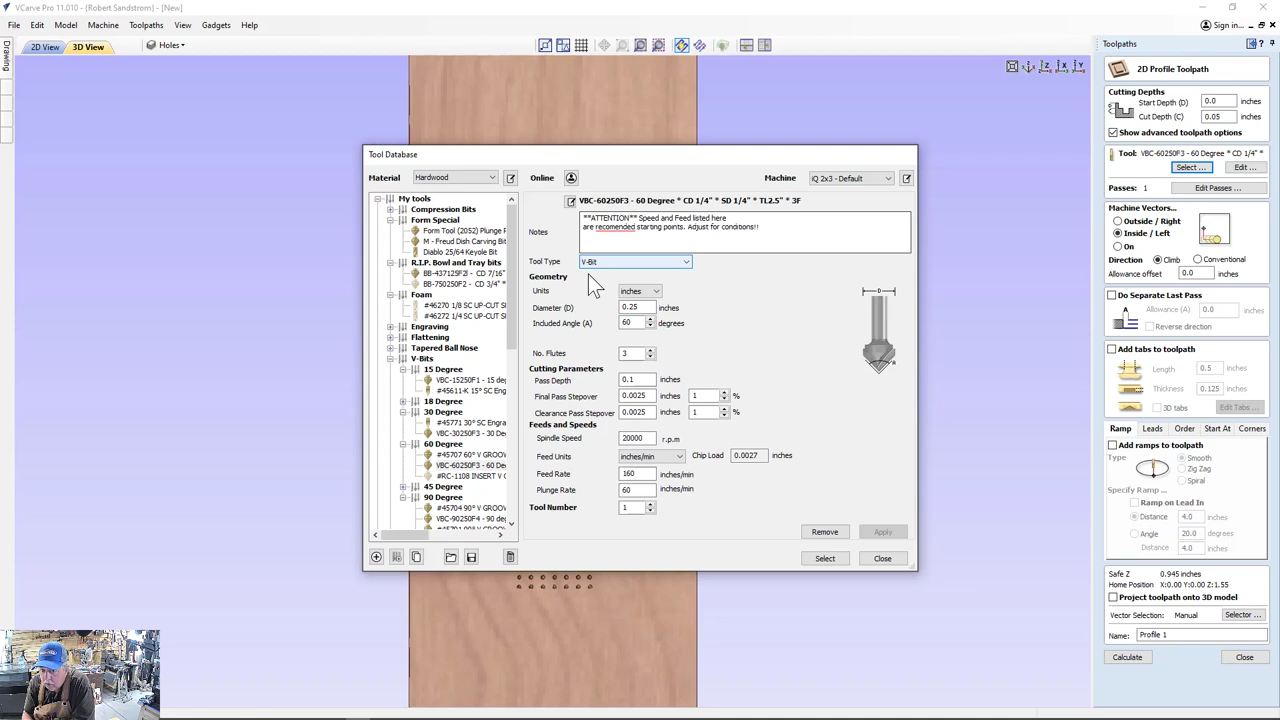 VCarve Pro 11.010 - {Robert Sandstrom} - [New]
File Edit Model Machine Toolpaths View Gadgets Help
Sign in...
Drawing
2D View 3D View Holes
Tool Database
Material Hardwood Online Machine iQ 2x3 - Default
My tools
Compression Bits
Form Special
Form Tool (2052) Plunge R
M - Freud Dish Carving Bit
Diablo 25/64 Keyole Bit
R.I.P. Bowl and Tray bits
BB-437125F2I - CD 7/16"
BB-750250F2 - CD 3/4" *
Foam
#46270 1/8 SC UP-CUT SF
#46272 1/4 SC UP-CUT SF
Engraving
Flattening
Tapered Ball Nose
V-Bits
15 Degree
VBC-15250F1 - 15 deg
#45611-K 15° SC Engra
18 Degree
30 Degree
#45771 30° SC Engra
VBC-30250F3 - 30 De
60 Degree
#45707 60° V GROOV
VBC-60250F3 - 60 De
#RC-1108 INSERT V G
45 Degree
90 Degree
#45704 90° V GROOV
VBC-90250F4 - 90 deg
VBC-60250F3 - 60 Degree * CD 1/4" * SD 1/4" * TL2.5" * 3F
Notes
**ATTENTION** Speed and Feed listed here
are recomended starting points. Adjust for conditions!!
Tool Type V-Bit
Geometry
Units inches
Diameter (D) 0.25 inches
Included Angle (A) 60 degrees
No. Flutes 3
Cutting Parameters
Pass Depth 0.1 inches
Final Pass Stepover 0.0025 inches 1 %
Clearance Pass Stepover 0.0025 inches 1 %
Feeds and Speeds
Spindle Speed 20000 r.p.m
Feed Units inches/min Chip Load 0.0027 inches
Feed Rate 160 inches/min
Plunge Rate 60 inches/min
Tool Number 1
Remove Apply
Select Close
D
A
Toolpaths
2D Profile Toolpath
Cutting Depths
Start Depth (D) 0.0 inches
Cut Depth (C) 0.05 inches
Show advanced toolpath options
Tool: VBC-60250F3 - 60 Degree * CD 1/4" *
Select ... Edit ...
Passes: 1 Edit Passes ...
Machine Vectors...
Outside / Right
Inside / Left
On
Direction Climb Conventional
Allowance offset 0.0 inches
Do Separate Last Pass
Allowance (A) 0.0 inches
Reverse direction
Add tabs to toolpath
Length 0.5 inches
Thickness 0.125 inches
3D tabs Edit Tabs ...
Ramp Leads Order Start At Corners
Add ramps to toolpath
Type Smooth
Zig Zag
Spiral
Specify Ramp ...
Ramp on Lead In
Distance 4.0 inches
Angle 20.0 degrees
Distance 4.0 inches
Safe Z 0.945 inches
Home Position X:0.00 Y:0.00 Z:1.55
Project toolpath onto 3D model
Vector Selection: Manual Selector ...
Name: Profile 1
Calculate Close